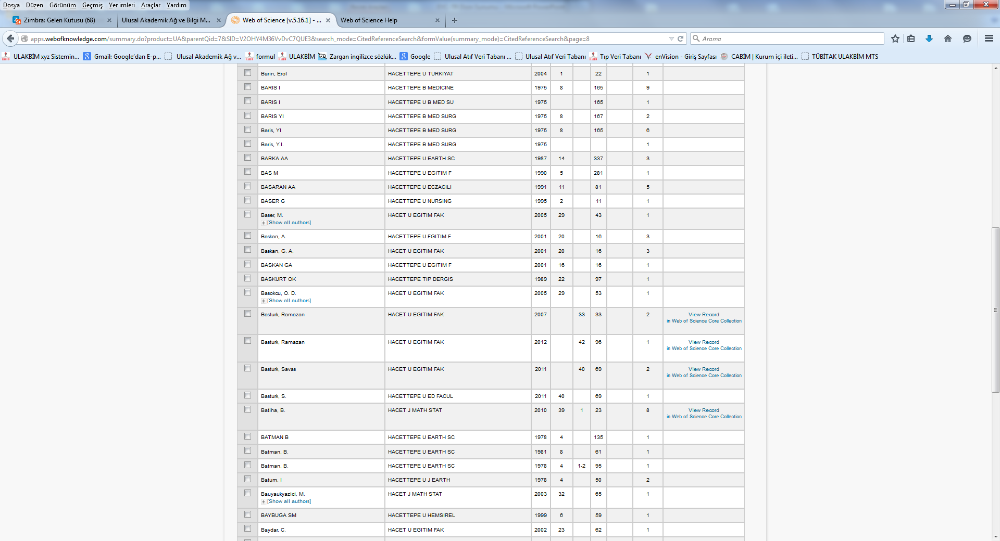 Dosya Düzen Görünüm Geçmiş Yer imleri Araçlar Yardım
Zimbra: Gelen Kutusu (68) Ulusal Akademik Ağ ve Bilgi M... Web of Science [v.5.16.1] - ... Web of Science Help
apps.webofknowledge.com/summary.do?product=UA&parentQid=7&SID=V2OHY4M36VvDvC7QUE3&search_mode=CitedReferenceSearch&formValue(summary_mode)=CitedReferenceSearch&page=8 Arama
ULAKBİM xyz Sisteminn... Gmail: Google'dan E-p... Ulusal Akademik Ağ v... formul ULAKBİM Zargan ingilizce sözlük... Google Ulusal Atıf Veri Tabanı ... Ulusal Atıf Veri Tabanı Tıp Veri Tabanı enVision - Giriş Sayfası CABİM | Kurum içi ileti... TÜBİTAK ULAKBİM MTS
Barin, Erol HACETTEPE U TURKIYAT 2004 1 22 1
BARIS I HACETTEPE B MEDICINE 1975 8 165 9
BARIS I HACETTEPE U B MED SU 1975 165 1
BARIS YI HACETTEPE B MED SURG 1975 8 167 2
Baris, YI HACETTEPE B MED SURG 1975 8 165 6
Baris, Y.I. HACETTEPE B MED SURG 1975 1
BARKA AA HACETTEPE U EARTH SC 1987 14 337 3
BAS M HACETTEPE U EGITIM F 1990 5 281 1
BASARAN AA HACETTEPE U ECZACILI 1991 11 81 5
BASER G HACETTEPE U NURSING 1995 2 11 1
Baser, M. HACET U EGITIM FAK 2005 29 43 1
[Show all authors]
Baskan, A. HACETTEPE U FGITIM F 2001 20 16 3
Baskan, G. A. HACET U EGITIM FAK 2001 20 16 3
BASKAN GA HACETTEPE U EGITIM F 2001 16 16 1
BASKURT OK HACETTEPE TIP DERGIS 1989 22 97 1
Basokcu, O. D. HACET U EGITIM FAK 2005 29 53 1
[Show all authors]
Basturk, Ramazan HACET U EGITIM FAK 2007 33 33 2 View Record
in Web of Science Core Collection
Basturk, Ramazan HACET U EGITIM FAK 2012 42 96 1 View Record
in Web of Science Core Collection
Basturk, Savas HACET U EGITIM FAK 2011 40 69 2 View Record
in Web of Science Core Collection
Basturk, S. HACETTEPE U ED FACUL 2011 40 69 1
Batiha, B. HACET J MATH STAT 2010 39 1 23 8 View Record
in Web of Science Core Collection
BATMAN B HACETTEPE U EARTH SC 1978 4 135 1
Batman, B. HACETTEPE U EARTH SC 1981 8 61 1
Batman, B. HACETTEPE U EARTH SC 1978 4 1-2 95 1
Batum, I HACETTEPE U J EARTH 1978 4 50 2
Bauyaukyazici, M. HACET J MATH STAT 2003 32 65 1
[Show all authors]
BAYBUGA SM HACETTEPE U HEMSIREL 1999 6 59 1
Baydar, C. HACET U EGITIM FAK 2002 23 62 1